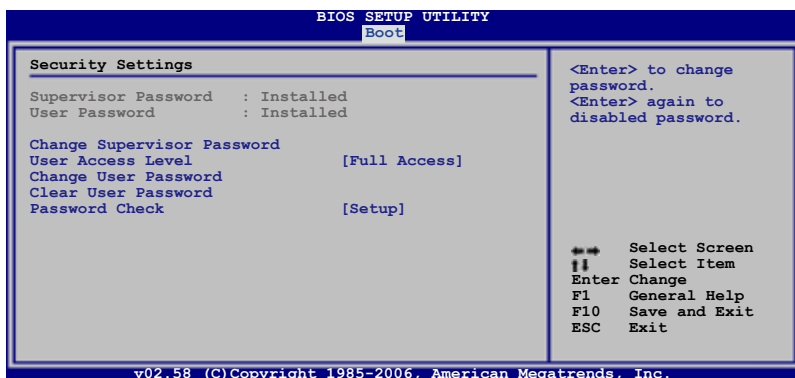 BIOS SETUP UTILITY
Boot
Security Settings
Supervisor Password : Installed
User Password : Installed
Change Supervisor Password
User Access Level [Full Access]
Change User Password
Clear User Password
Password Check [Setup]
<Enter> to change
password.
<Enter> again to
disabled password.
Select Screen
Select Item
Enter Change
F1 General Help
F10 Save and Exit
ESC Exit
v02.58 (C)Copyright 1985-2006, American Megatrends, Inc.